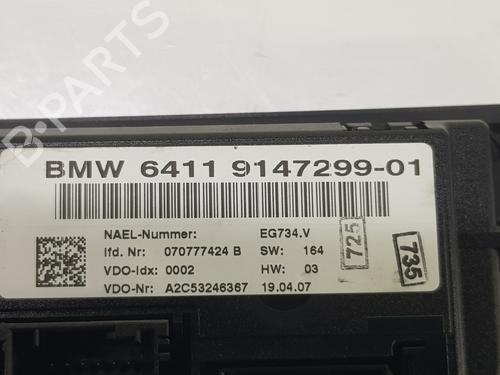 B-PARTS
BMW 6411 9147299-01
NAEL-Nummer: EG734.V
lfd. Nr: 070777424 B SW: 164
VDO-Idx: 0002 HW: 03
VDO-Nr: A2C53246367 19.04.07
725
735